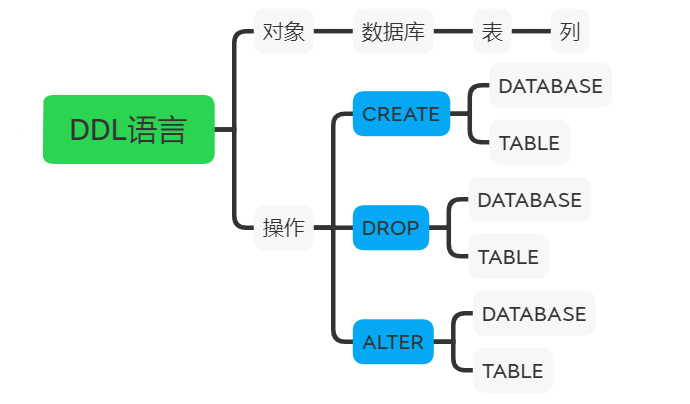 DDL语言
对象
数据库
表
列
操作
CREATE
DATABASE
TABLE
DROP
DATABASE
TABLE
ALTER
DATABASE
TABLE